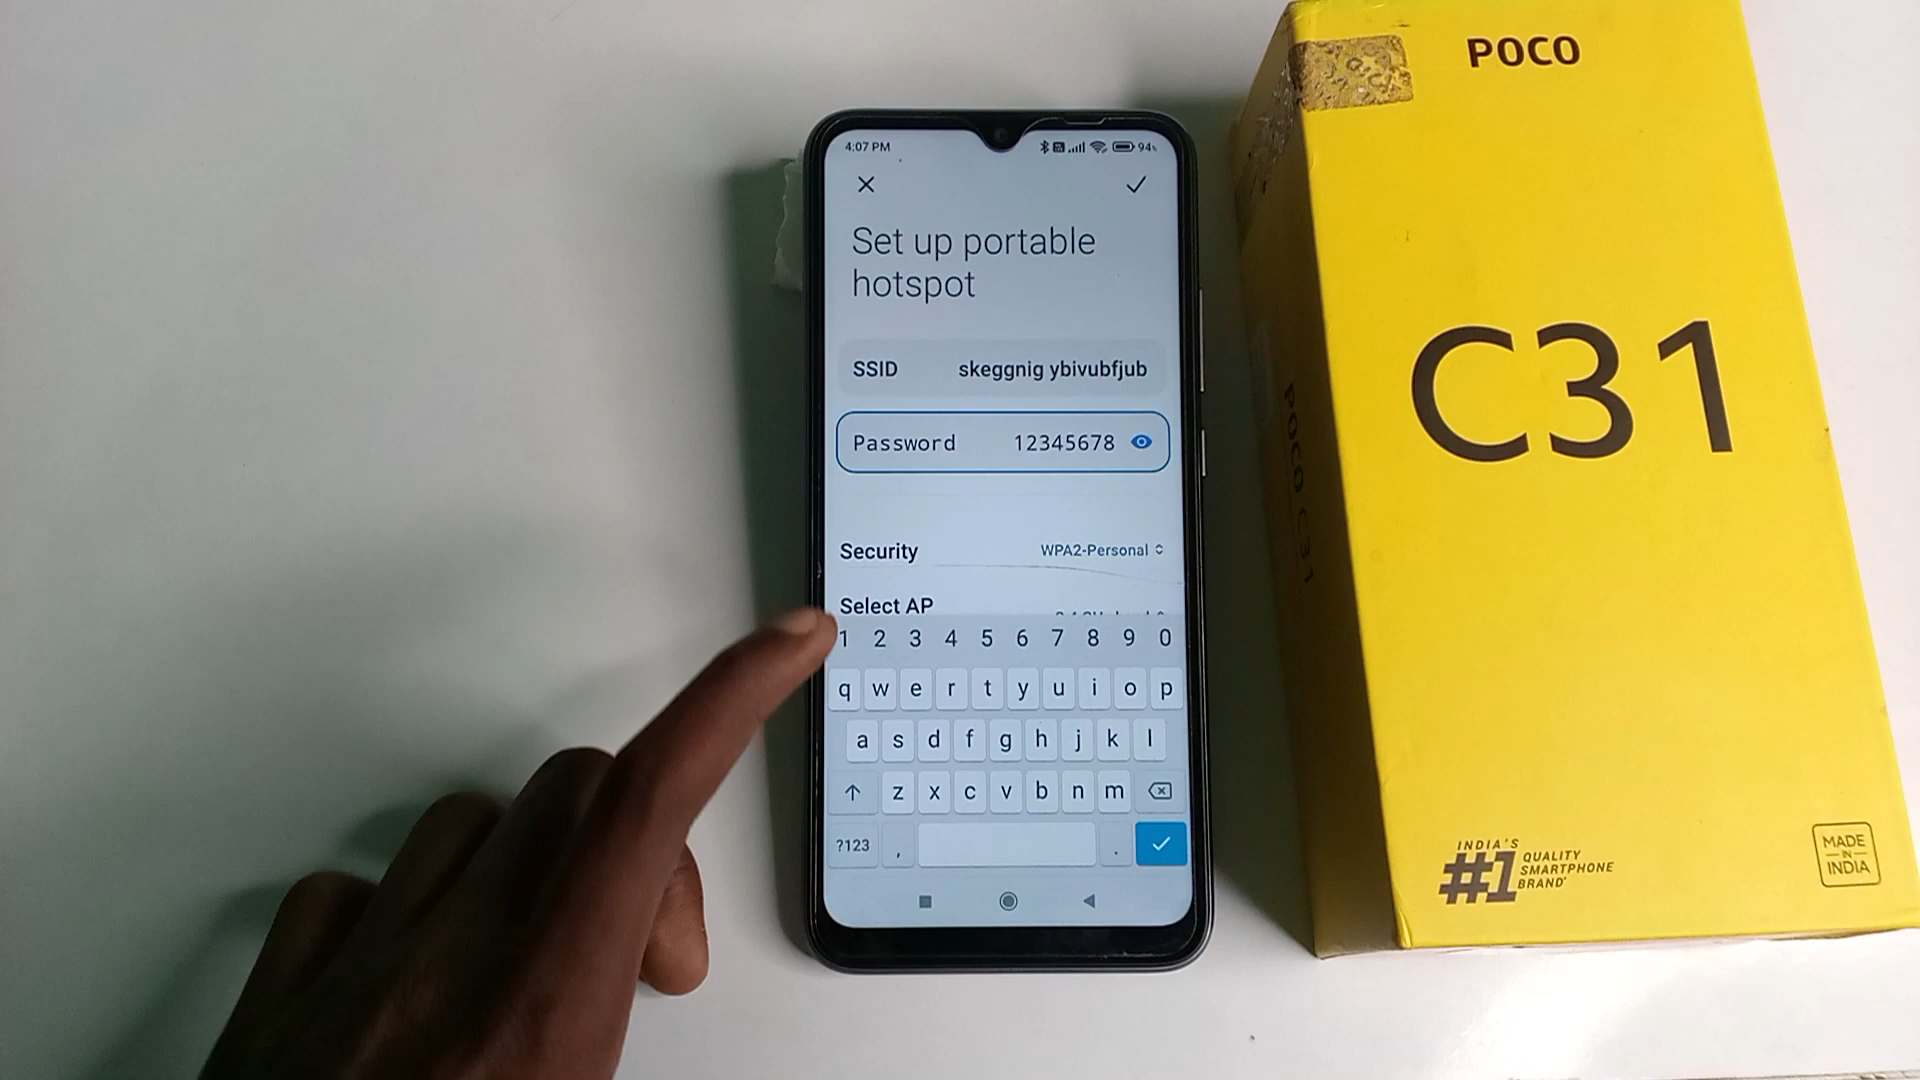 4:07 PM
94%
Set up portable
hotspot
SSID skeggnig ybivubfjub
Password 12345678
Security WPA2-Personal
Select AP
1 2 3 4 5 6 7 8 9 0
q w e r t y u i o p
a s d f g h j k l
z x c v b n m
?123 , .
POCO
C31
POCO C31
INDIA'S
#1 QUALITY
SMARTPHONE
BRAND*
MADE
IN
INDIA